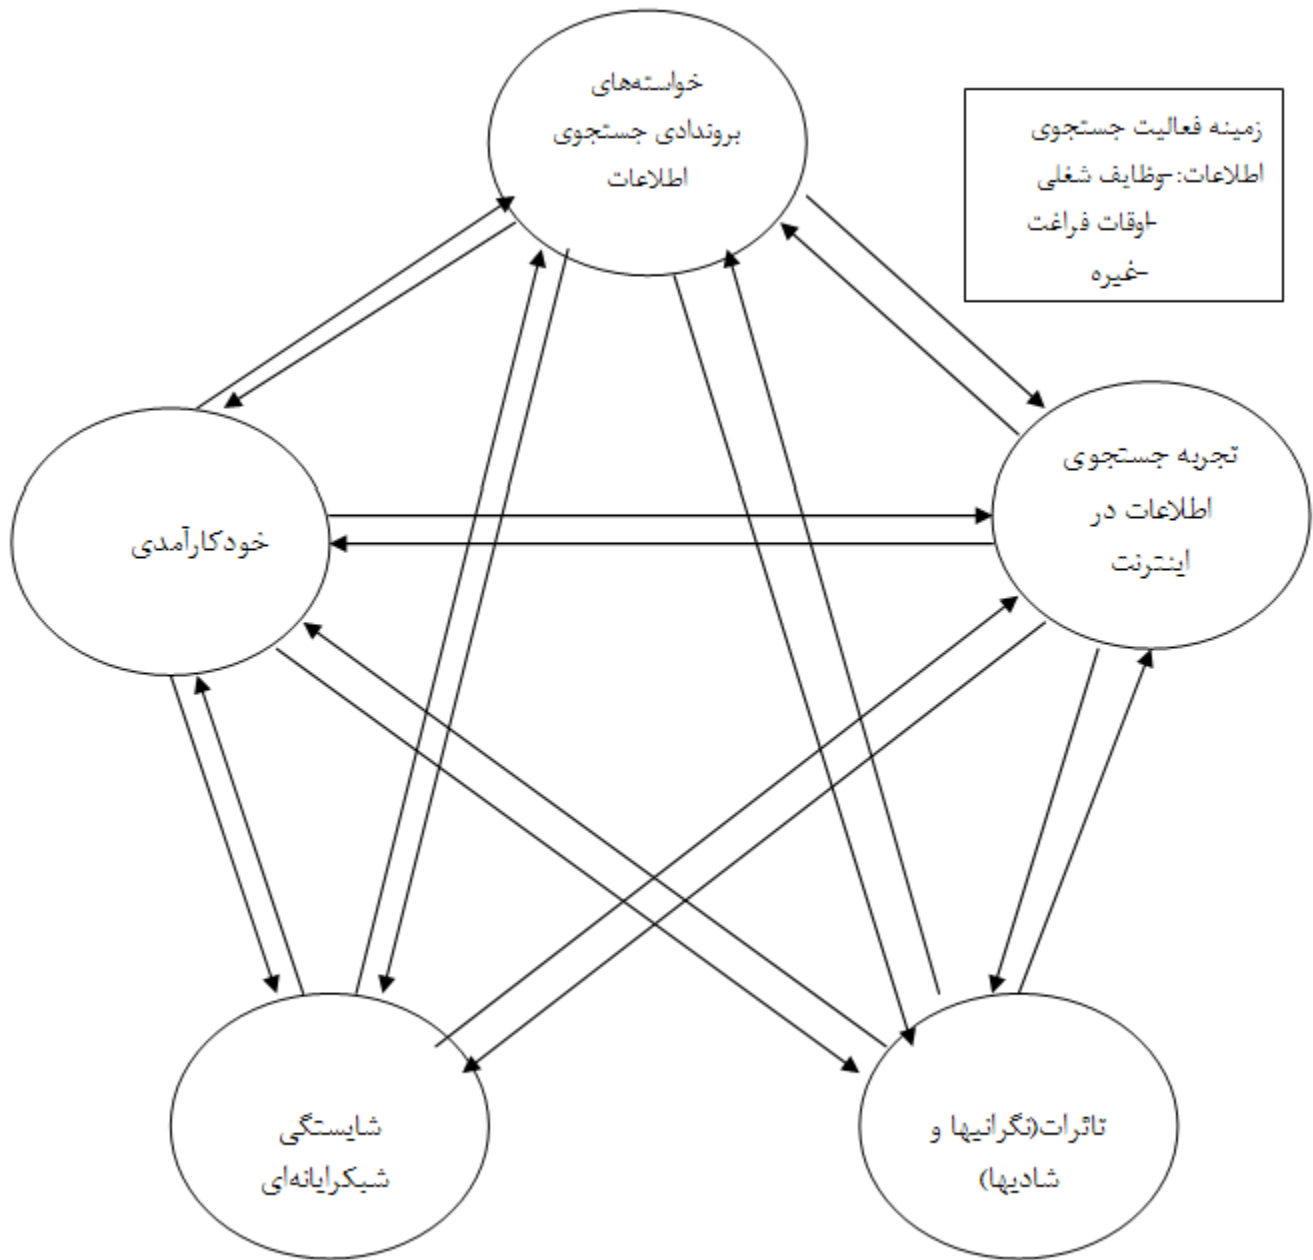 خواسته‌های
بروندادی جستجوی
اطلاعات
زمینه فعالیت جستجوی
اطلاعات:-وظایف شغلی
-اوقات فراغت
-غیره
تجربه جستجوی
اطلاعات در
اینترنت
خودکارآمدی
شایستگی
شبکرایانه‌ای
تاثرات(نگرانیها و
شادیها)